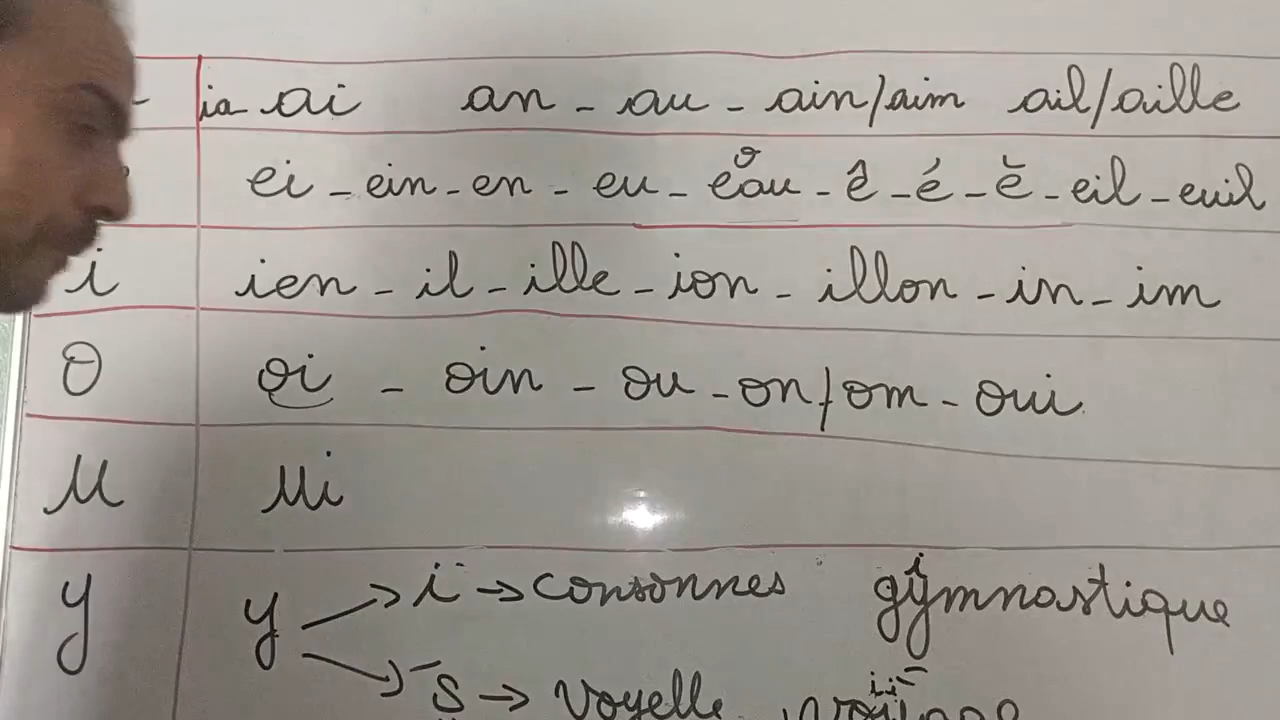 ia ai an - au - ain/aim ail/aille
ei - ein - en - eu - eau - ê - é - è - eil - euil
i ien - il - ille - ion - illon - in - im
o oi - oin - ou - on/om - oui
u ui
y y → i → consonnes gymnastique
→ Voyelle